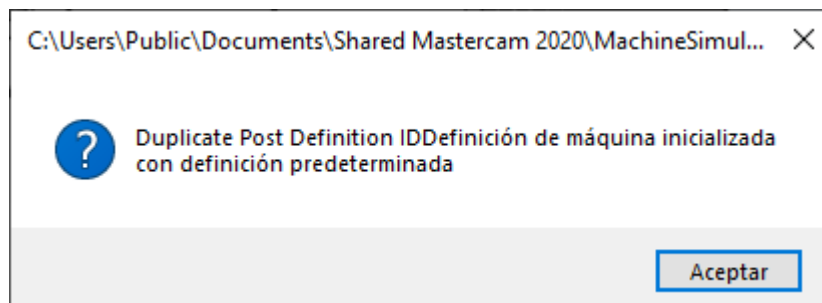 C:\Users\Public\Documents\Shared Mastercam 2020\MachineSimul...
Duplicate Post Definition IDDefinición de máquina inicializada
con definición predeterminada
Aceptar